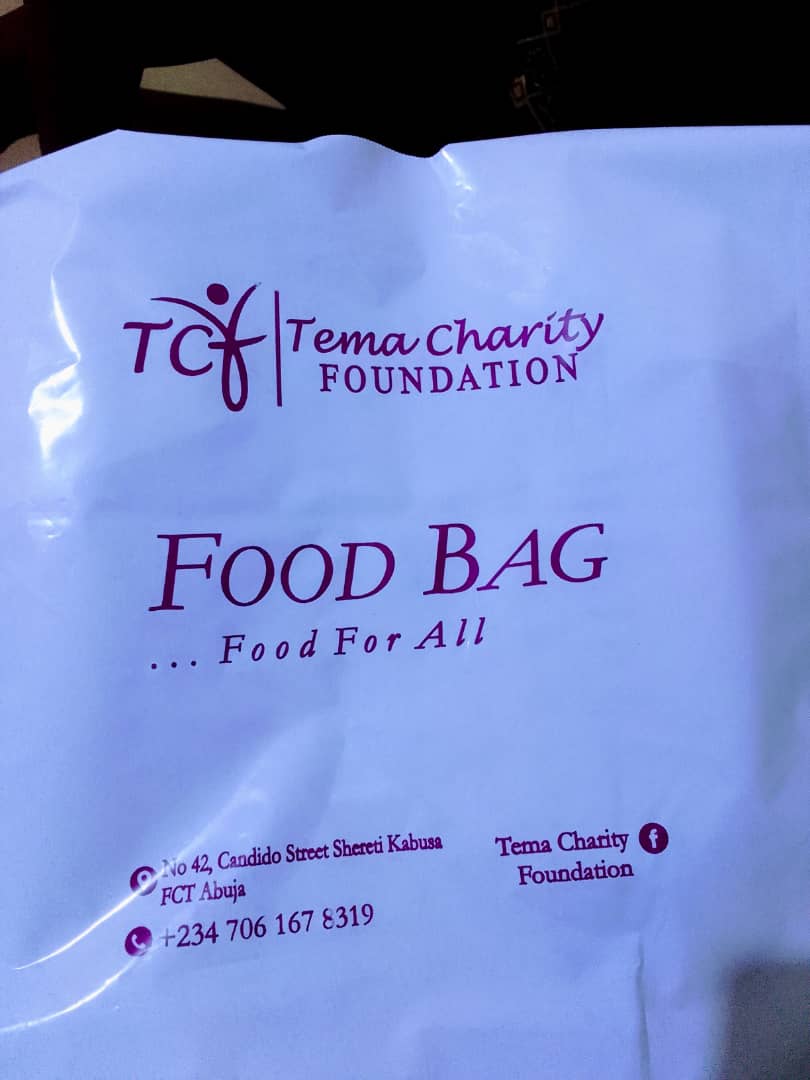 TCf
Tema Charity
FOUNDATION
FOOD BAG
... Food For All
No 42, Candido Street Shereti Kabusa
FCT Abuja
+234 706 167 8319
Tema Charity f
Foundation